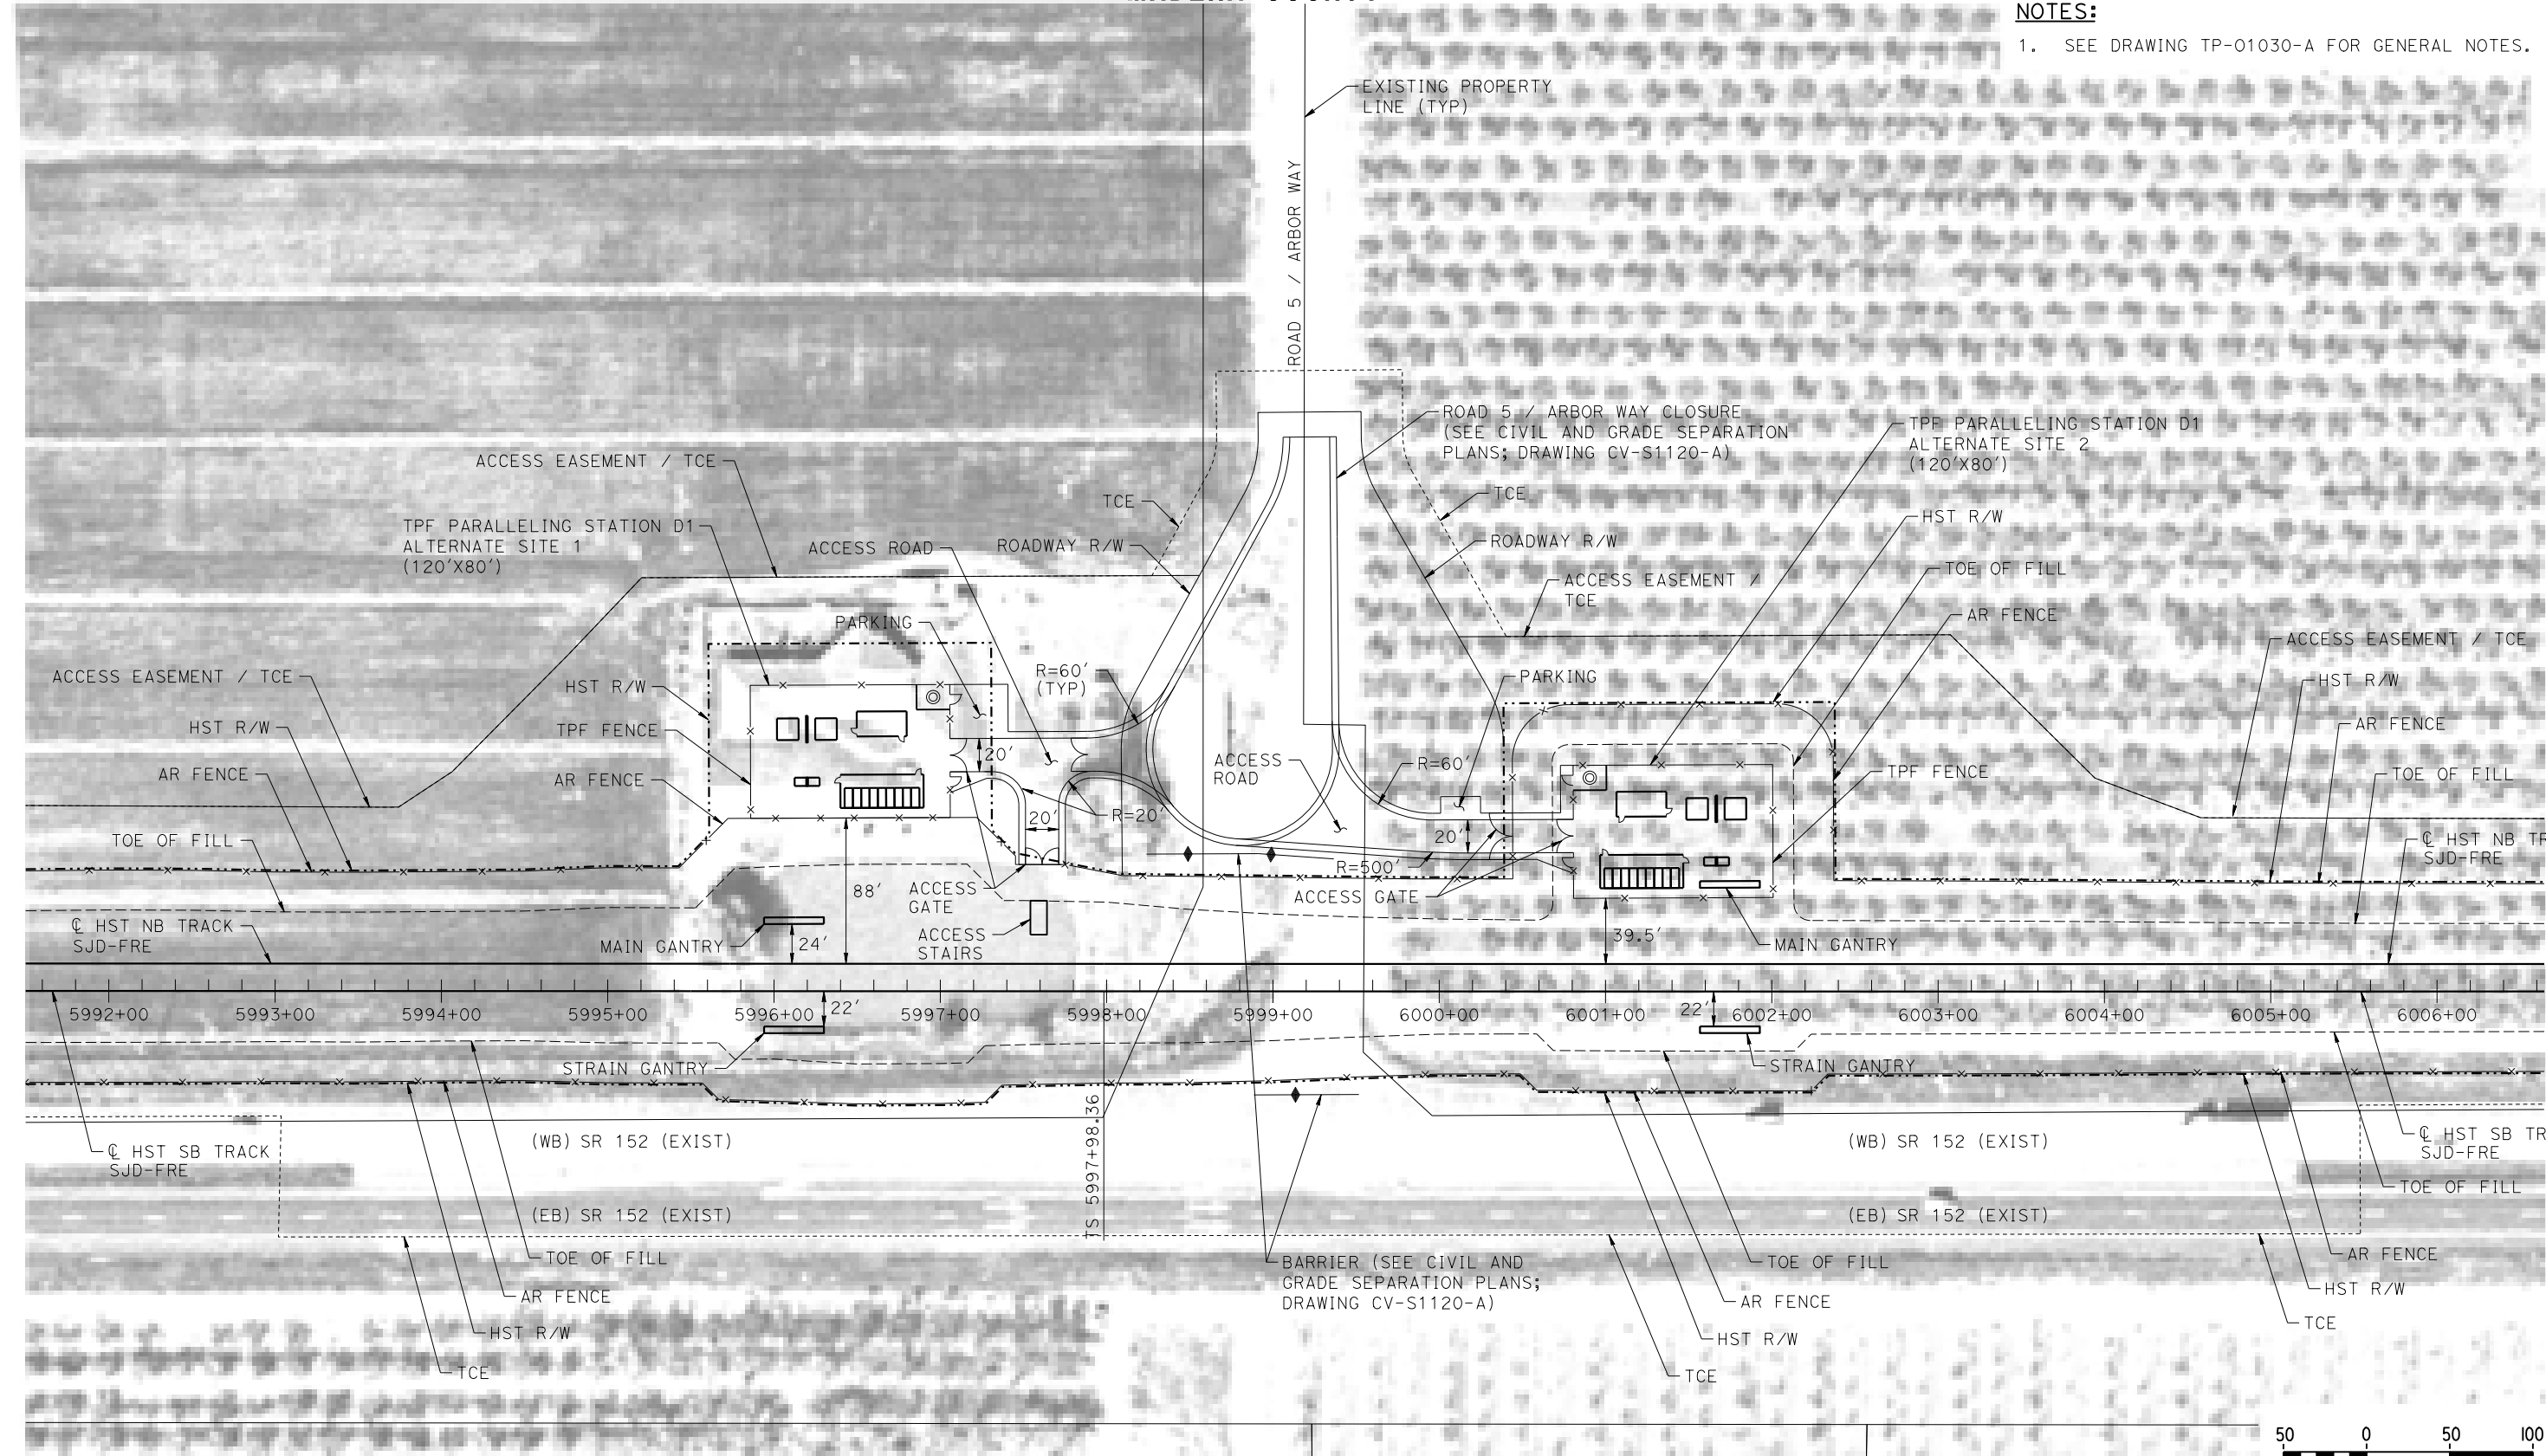 NOTES:
1. SEE DRAWING TP-01030-A FOR GENERAL NOTES.
EXISTING PROPERTY
LINE (TYP)
ROAD 5 / ARBOR WAY
ROAD 5 / ARBOR WAY CLOSURE
(SEE CIVIL AND GRADE SEPARATION
PLANS; DRAWING CV-S1120-A)
TPF PARALLELING STATION D1
ALTERNATE SITE 2
(120'X80')
ACCESS EASEMENT / TCE
TCE
TCE
HST R/W
TPF PARALLELING STATION D1
ALTERNATE SITE 1
(120'X80')
ACCESS ROAD
ROADWAY R/W
ROADWAY R/W
TOE OF FILL
ACCESS EASEMENT /
TCE
AR FENCE
PARKING
ACCESS EASEMENT / TCE
ACCESS EASEMENT / TCE
R=60'
(TYP)
PARKING
HST R/W
HST R/W
HST R/W
AR FENCE
TPF FENCE
20'
ACCESS
ROAD
R=60'
TPF FENCE
AR FENCE
AR FENCE
TOE OF FILL
R=20'
20'
20'
TOE OF FILL
℄ HST NB TR
SJD-FRE
R=500'
88'
ACCESS
GATE
ACCESS GATE
℄ HST NB TRACK
SJD-FRE
MAIN GANTRY
24'
ACCESS
STAIRS
39.5'
MAIN GANTRY
22'
22'
5992+00
5993+00
5994+00
5995+00
5996+00
5997+00
5998+00
5999+00
6000+00
6001+00
6002+00
6003+00
6004+00
6005+00
6006+00
STRAIN GANTRY
STRAIN GANTRY
TS 5997+98.36
(WB) SR 152 (EXIST)
(WB) SR 152 (EXIST)
℄ HST SB TRACK
SJD-FRE
℄ HST SB TR
SJD-FRE
TOE OF FILL
(EB) SR 152 (EXIST)
(EB) SR 152 (EXIST)
TOE OF FILL
BARRIER (SEE CIVIL AND
GRADE SEPARATION PLANS;
DRAWING CV-S1120-A)
TOE OF FILL
AR FENCE
AR FENCE
AR FENCE
HST R/W
HST R/W
HST R/W
TCE
TCE
TCE
50 0 50 100